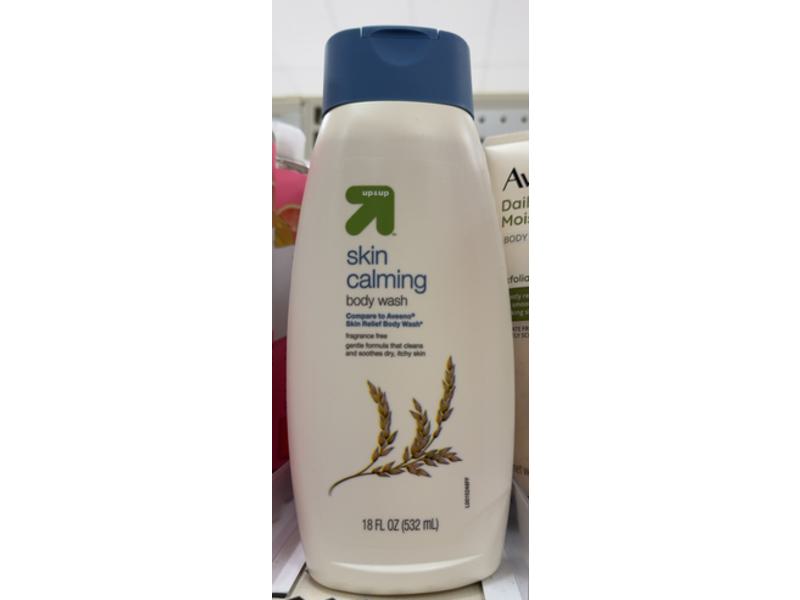 up&up
skin
calming
body wash
Compare to Aveeno®
Skin Relief Body Wash*
fragrance free
gentle formula that cleans
and soothes dry, itchy skin
18 FL OZ (532 mL)
Av
Dail
Mois
BODY
xfolia